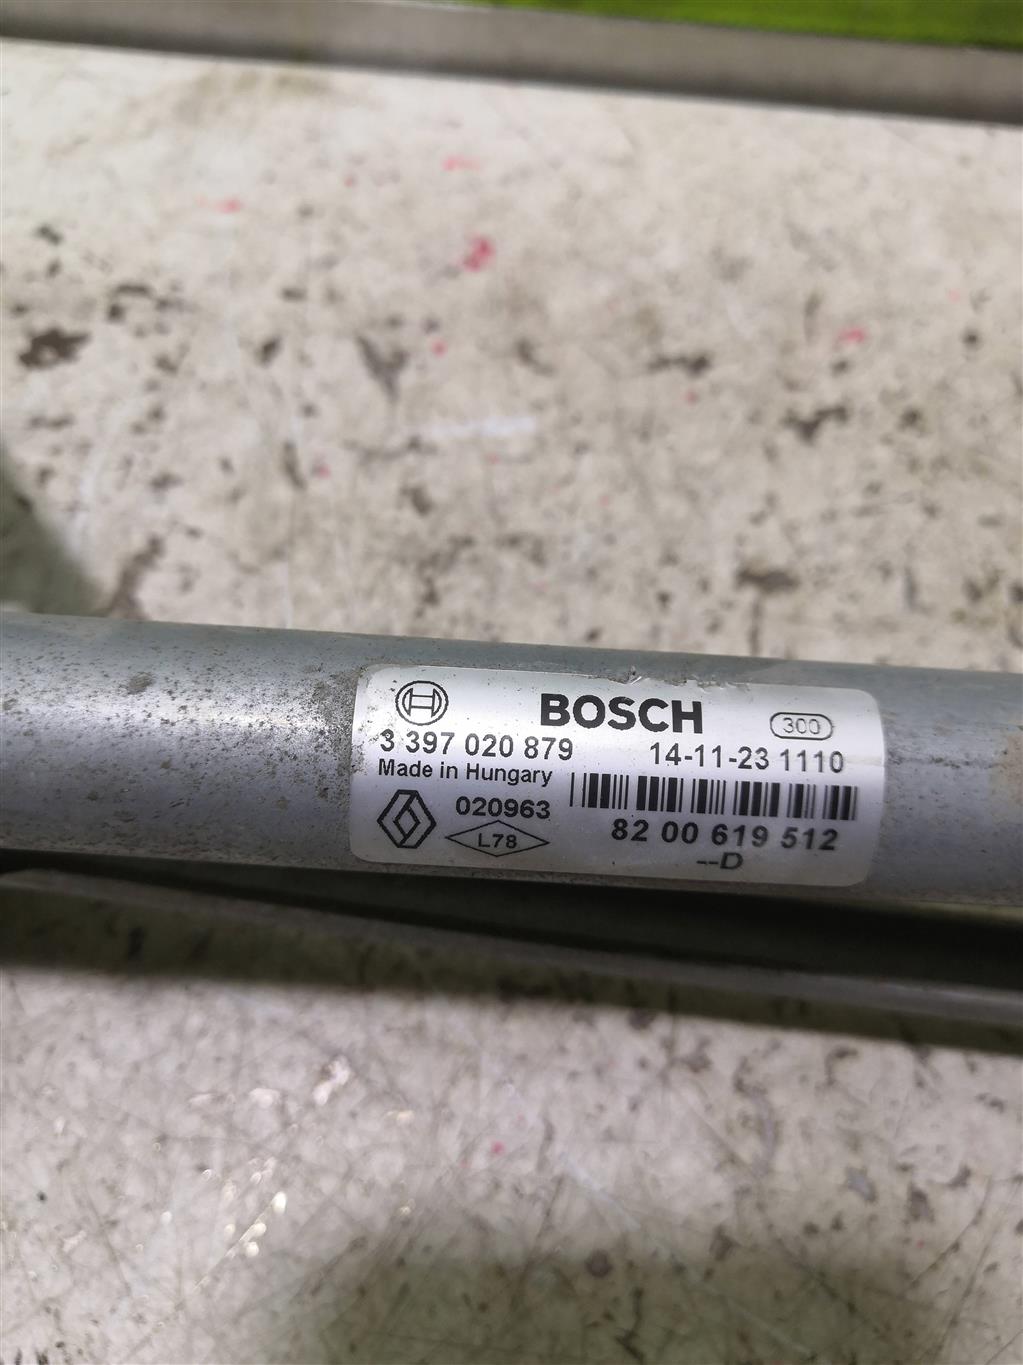 BOSCH
300
3 397 020 879
14-11-23 1110
Made in Hungary
020963
L78
82 00 619 512
--D